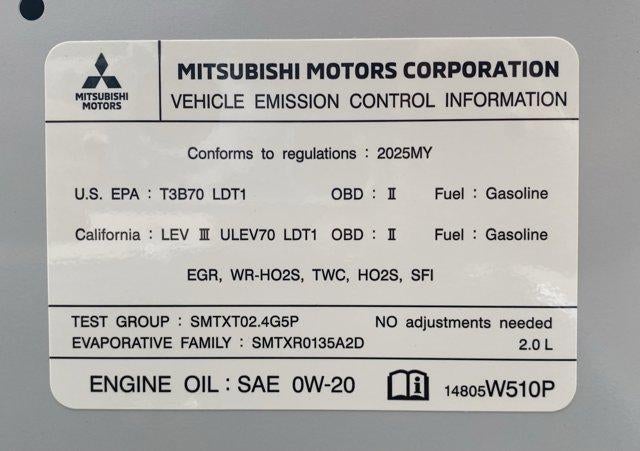 MITSUBISHI MOTORS
MITSUBISHI MOTORS CORPORATION
VEHICLE EMISSION CONTROL INFORMATION
Conforms to regulations : 2025MY
U.S. EPA : T3B70 LDT1 OBD : Ⅱ Fuel : Gasoline
California : LEV Ⅲ ULEV70 LDT1 OBD : Ⅱ Fuel : Gasoline
EGR, WR-HO2S, TWC, HO2S, SFI
TEST GROUP : SMTXT02.4G5P NO adjustments needed
EVAPORATIVE FAMILY : SMTXR0135A2D 2.0 L
ENGINE OIL : SAE 0W-20 i 14805W510P